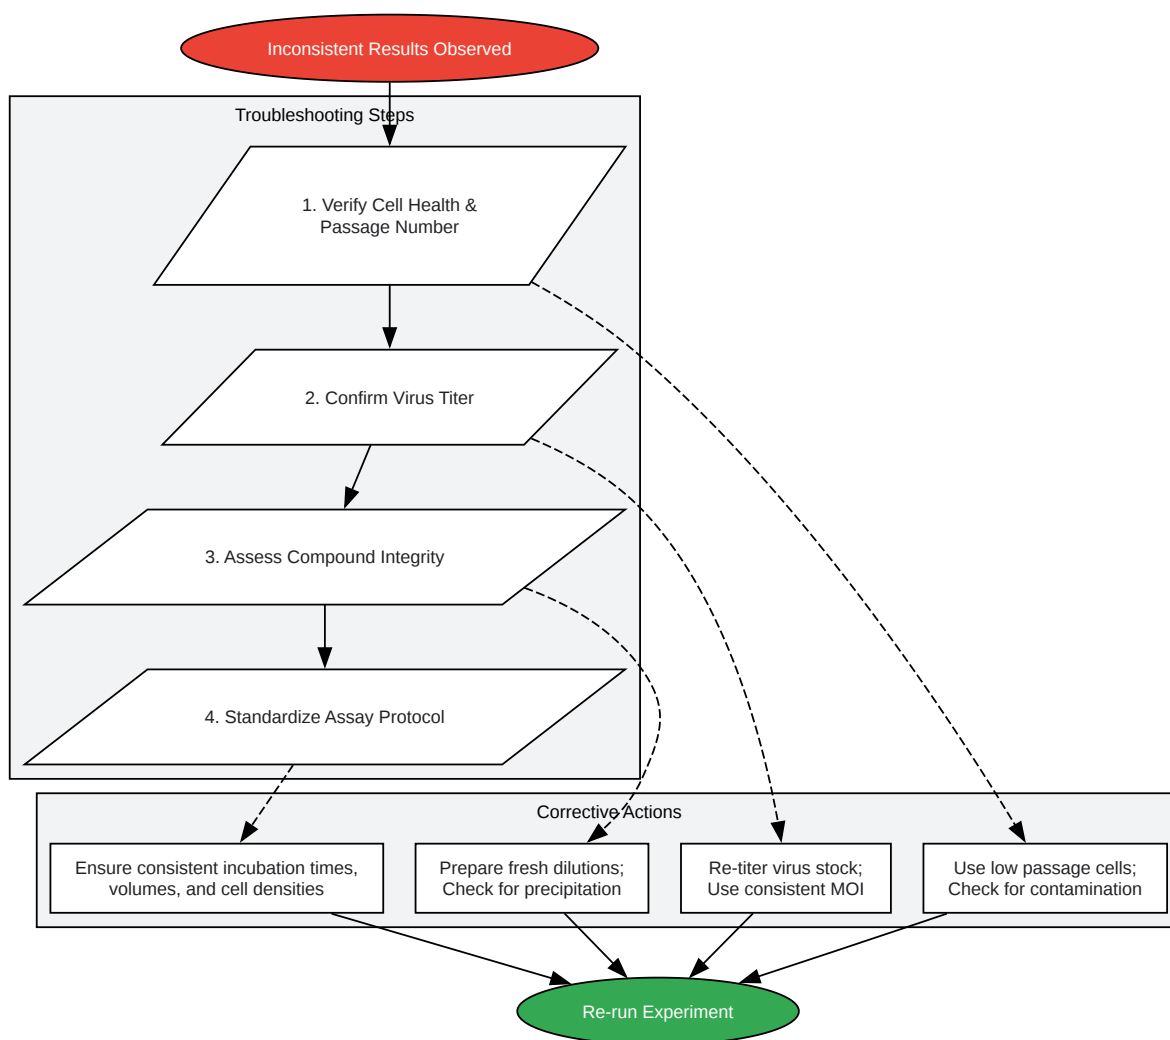 Inconsistent Results Observed
Troubleshooting Steps
1. Verify Cell Health &
Passage Number
2. Confirm Virus Titer
3. Assess Compound Integrity
4. Standardize Assay Protocol
Corrective Actions
Ensure consistent incubation times,
volumes, and cell densities
Prepare fresh dilutions;
Check for precipitation
Re-titer virus stock;
Use consistent MOI
Use low passage cells;
Check for contamination
Re-run Experiment